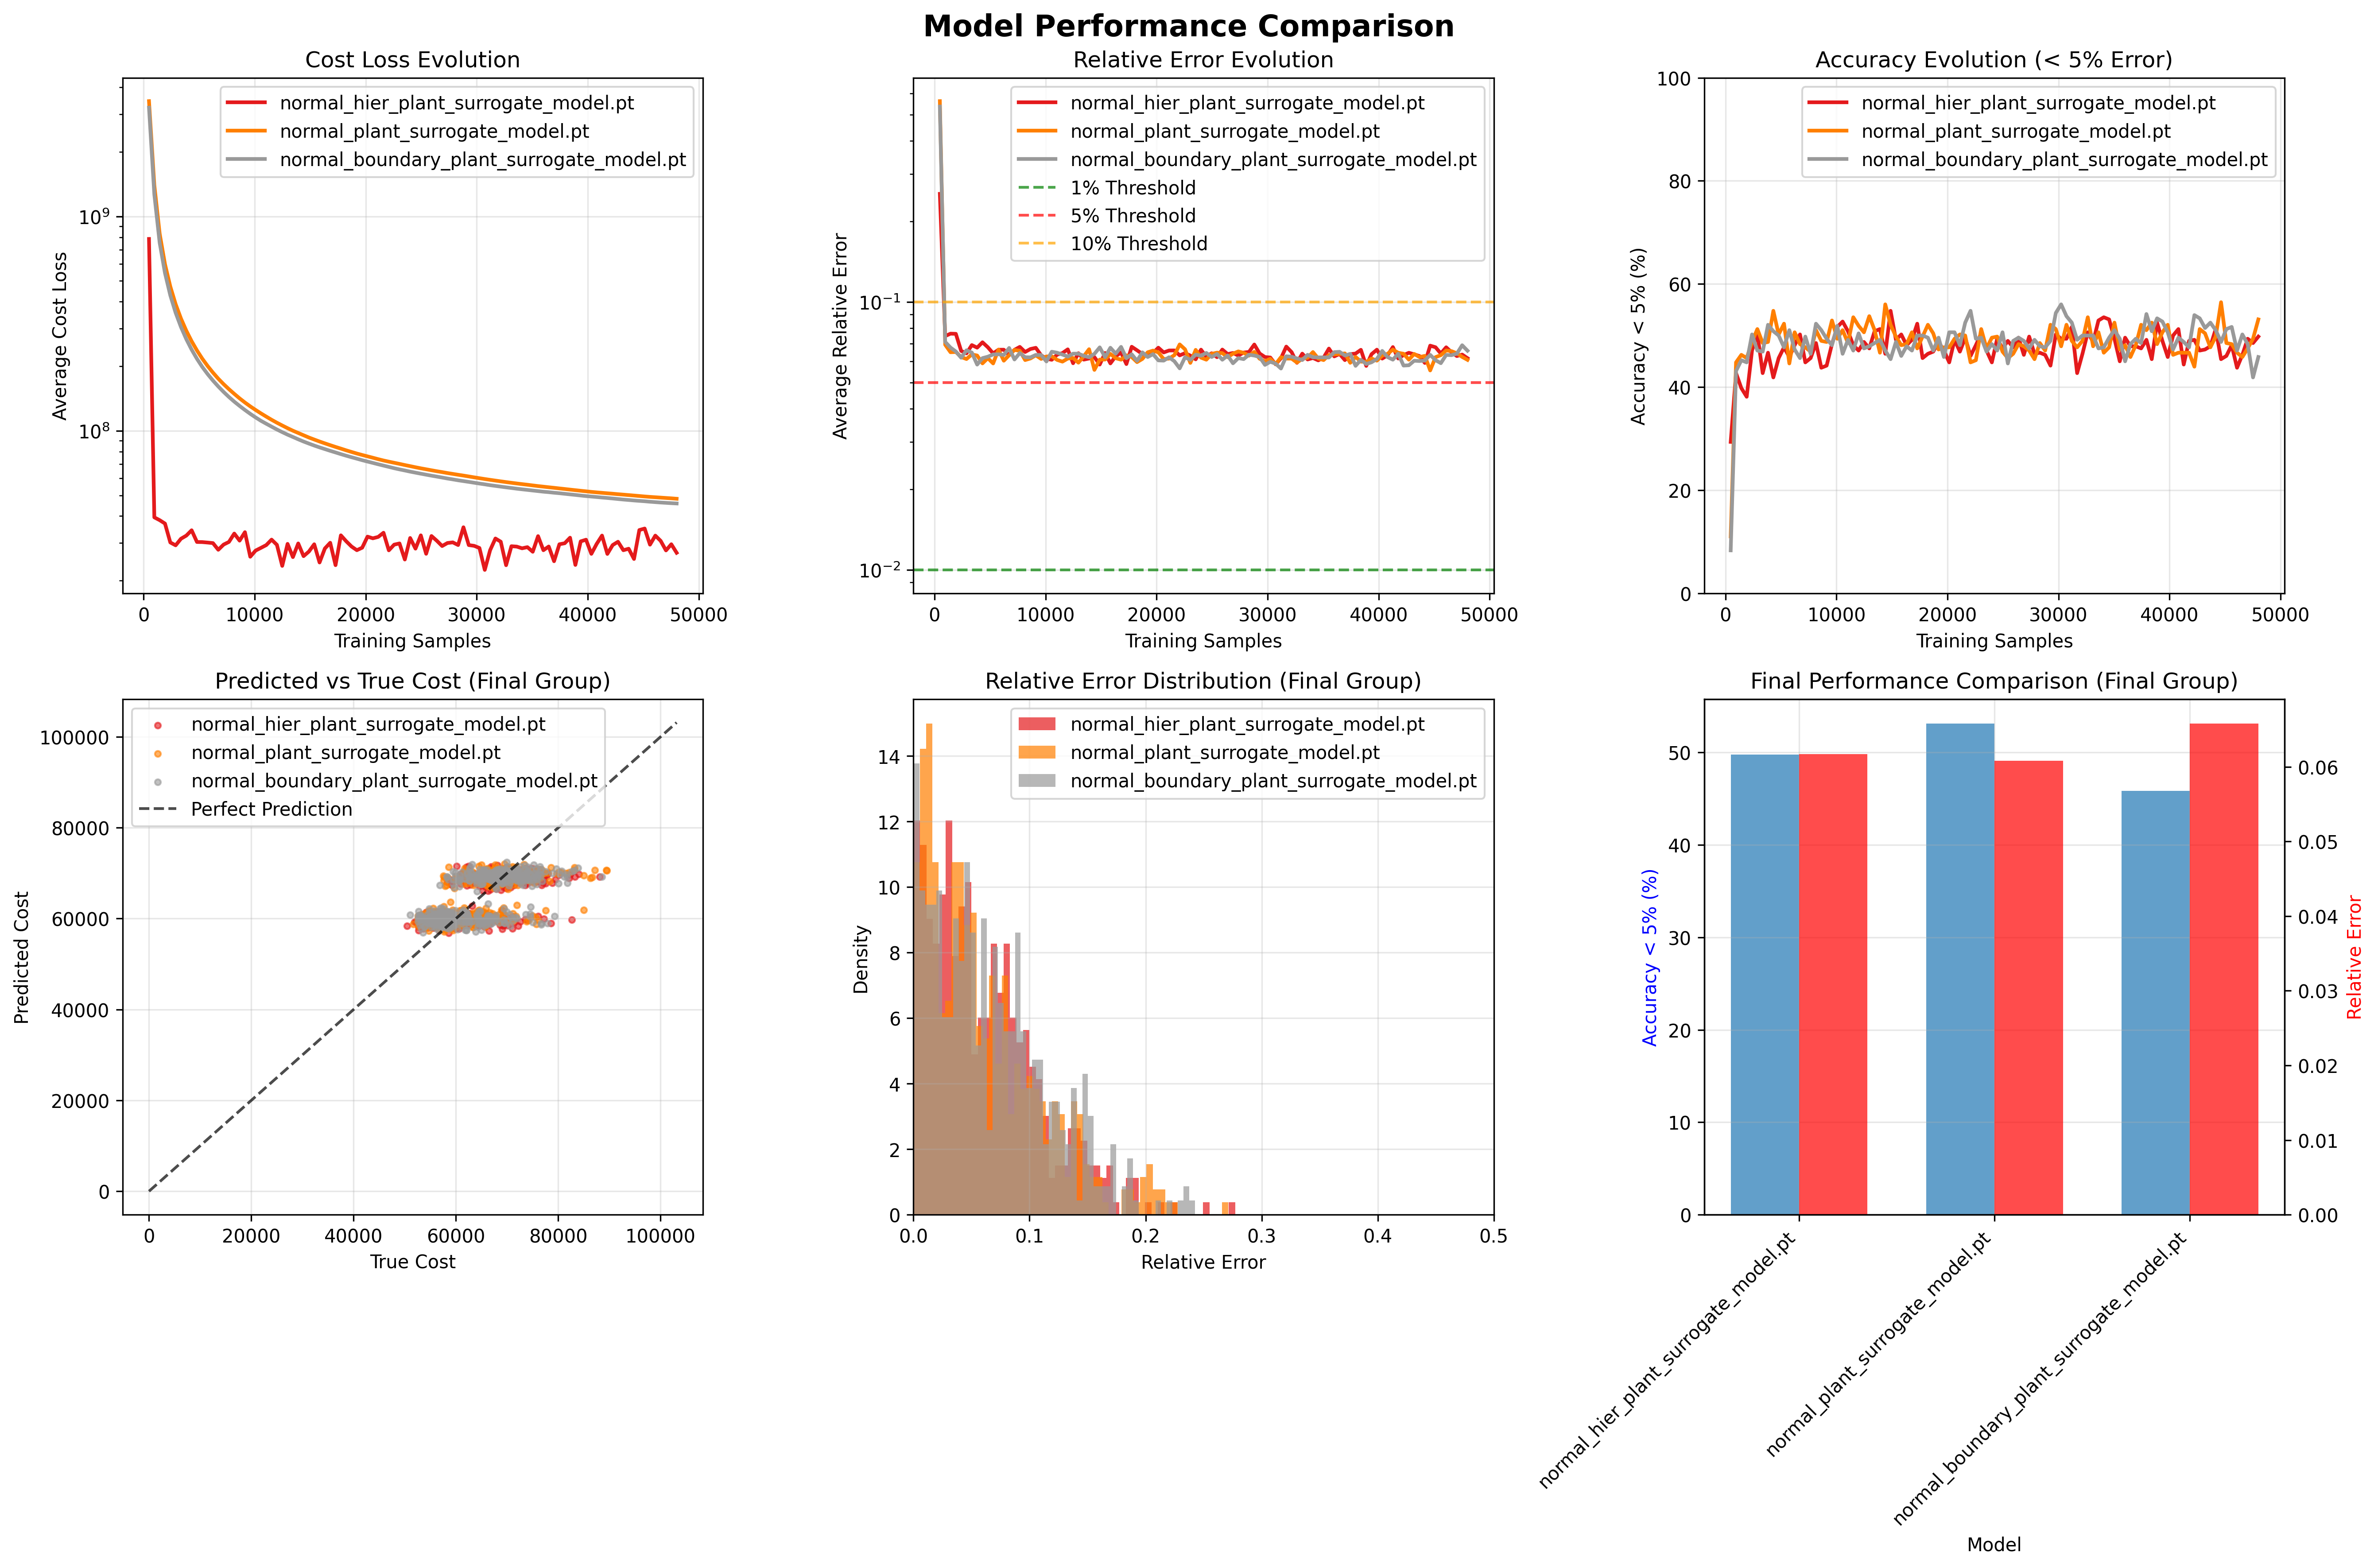 Model Performance Comparison
Cost Loss Evolution
normal_hier_plant_surrogate_model.pt
normal_plant_surrogate_model.pt
normal_boundary_plant_surrogate_model.pt
10⁹
10⁸
Average Cost Loss
0 10000 20000 30000 40000 50000
Training Samples
Relative Error Evolution
normal_hier_plant_surrogate_model.pt
normal_plant_surrogate_model.pt
normal_boundary_plant_surrogate_model.pt
1% Threshold
5% Threshold
10% Threshold
10⁻¹
10⁻²
Average Relative Error
0 10000 20000 30000 40000 50000
Training Samples
Accuracy Evolution (< 5% Error)
normal_hier_plant_surrogate_model.pt
normal_plant_surrogate_model.pt
normal_boundary_plant_surrogate_model.pt
100
80
60
40
20
0
Accuracy < 5% (%)
0 10000 20000 30000 40000 50000
Training Samples
Predicted vs True Cost (Final Group)
normal_hier_plant_surrogate_model.pt
normal_plant_surrogate_model.pt
normal_boundary_plant_surrogate_model.pt
Perfect Prediction
100000
80000
60000
40000
20000
0
Predicted Cost
0 20000 40000 60000 80000 100000
True Cost
Relative Error Distribution (Final Group)
normal_hier_plant_surrogate_model.pt
normal_plant_surrogate_model.pt
normal_boundary_plant_surrogate_model.pt
14
12
10
8
6
4
2
0
Density
0.0 0.1 0.2 0.3 0.4 0.5
Relative Error
Final Performance Comparison (Final Group)
50
40
30
20
10
0
Accuracy < 5% (%)
0.06
0.05
0.04
0.03
0.02
0.01
0.00
Relative Error
normal_hier_plant_surrogate_model.pt
normal_plant_surrogate_model.pt
normal_boundary_plant_surrogate_model.pt
Model